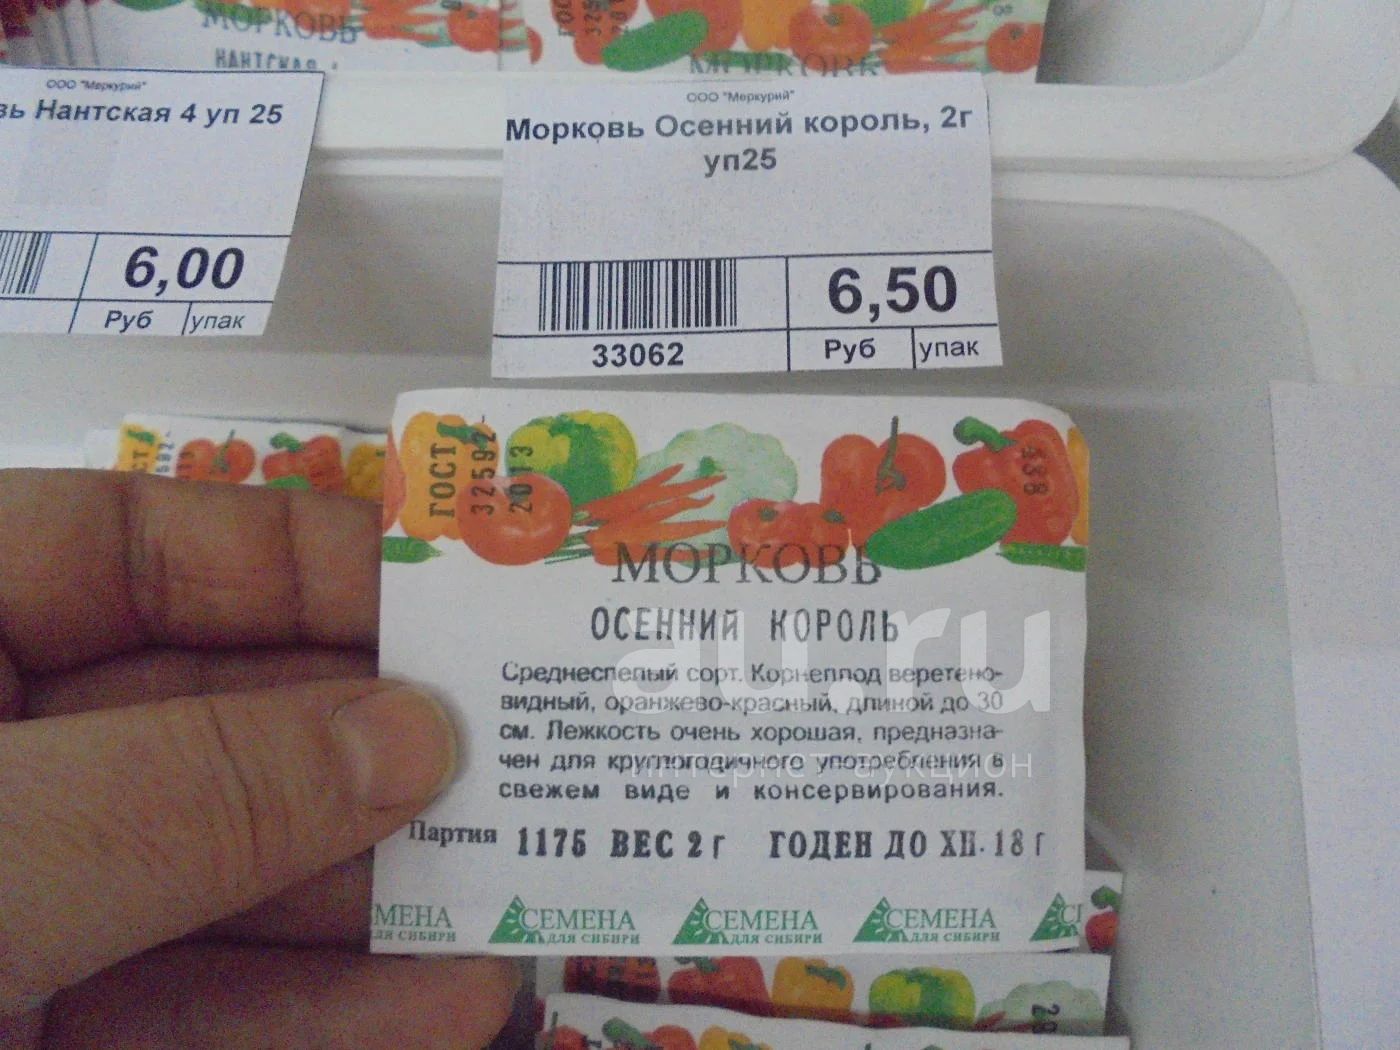 МОРКОВЬ
НАНТСКАЯ
МОРКОВЬ
ООО "Меркурий"
вь Нантская 4 уп 25
6,00
Руб упак
ООО "Меркурий"
Морковь Осенний король, 2г
уп25
6,50
33062 Руб упак
ГОСТ
32592-
2013
МОРКОВЬ
ОСЕННИЙ КОРОЛЬ
Среднеспелый сорт. Корнеплод веретено-
видный, оранжево-красный, длиной до 30
см. Лежкость очень хорошая, предназна-
чен для круглогодичного употребления в
свежем виде и консервирования.
Партия 1175 ВЕС 2 г ГОДЕН ДО XII. 18 г
СЕМЕНА СЕМЕНА СЕМЕНА СЕМЕНА
ДЛЯ СИБИРИ ДЛЯ СИБИРИ ДЛЯ СИБИРИ ДЛЯ СИБИРИ
au.ru
интернет-аукцион